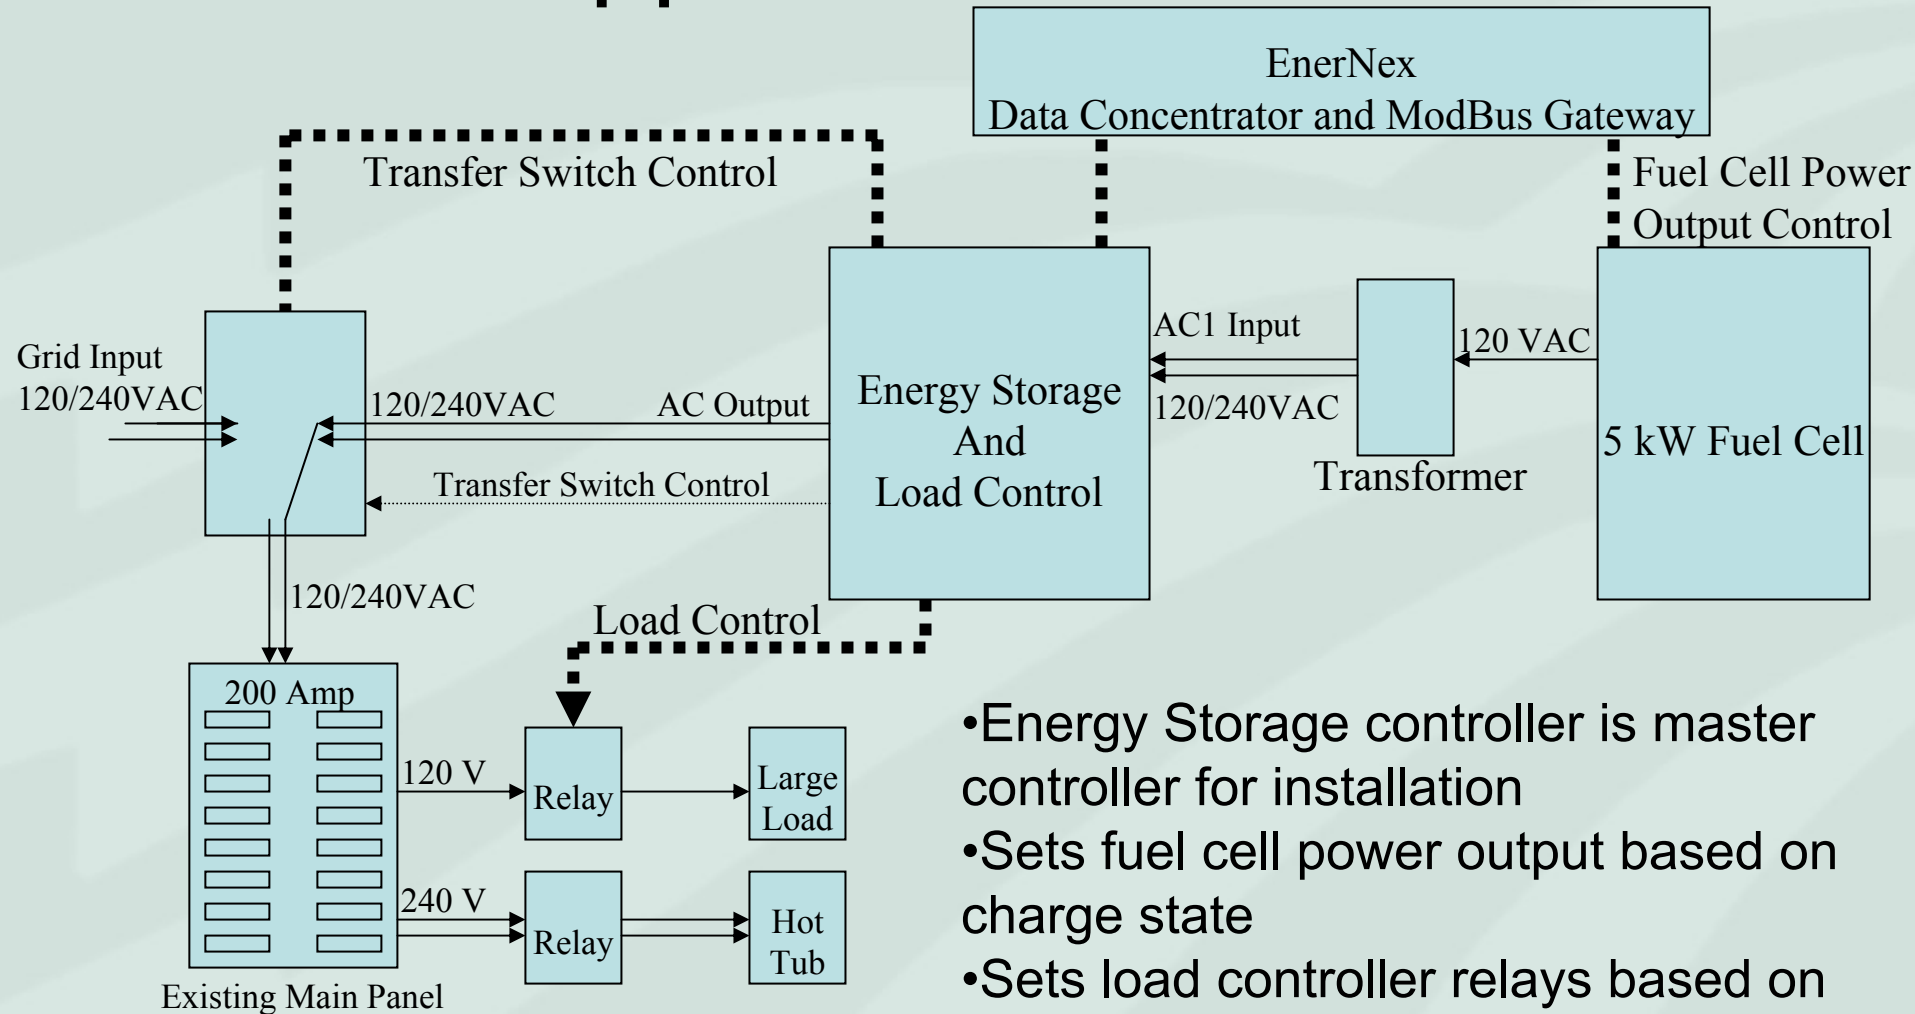 EnerNex
Data Concentrator and ModBus Gateway
Transfer Switch Control
Fuel Cell Power
Output Control
Grid Input
120/240VAC
120/240VAC
AC Output
Transfer Switch Control
Energy Storage
And
Load Control
AC1 Input
120/240VAC
Transformer
120 VAC
5 kW Fuel Cell
120/240VAC
Load Control
200 Amp
120 V
Relay
Large
Load
240 V
Relay
Hot
Tub
Existing Main Panel
•Energy Storage controller is master
controller for installation
•Sets fuel cell power output based on
charge state
•Sets load controller relays based on